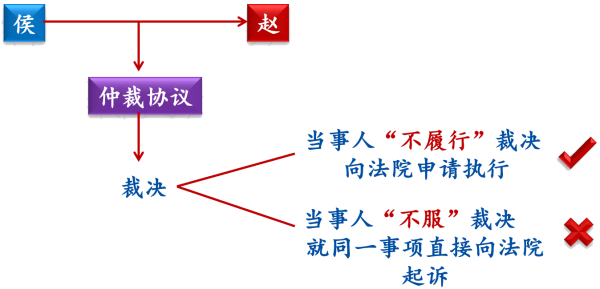 侯
赵
仲裁协议
裁决
当事人“不履行”裁决
向法院申请执行
当事人“不服”裁决
就同一事项直接向法院
起诉